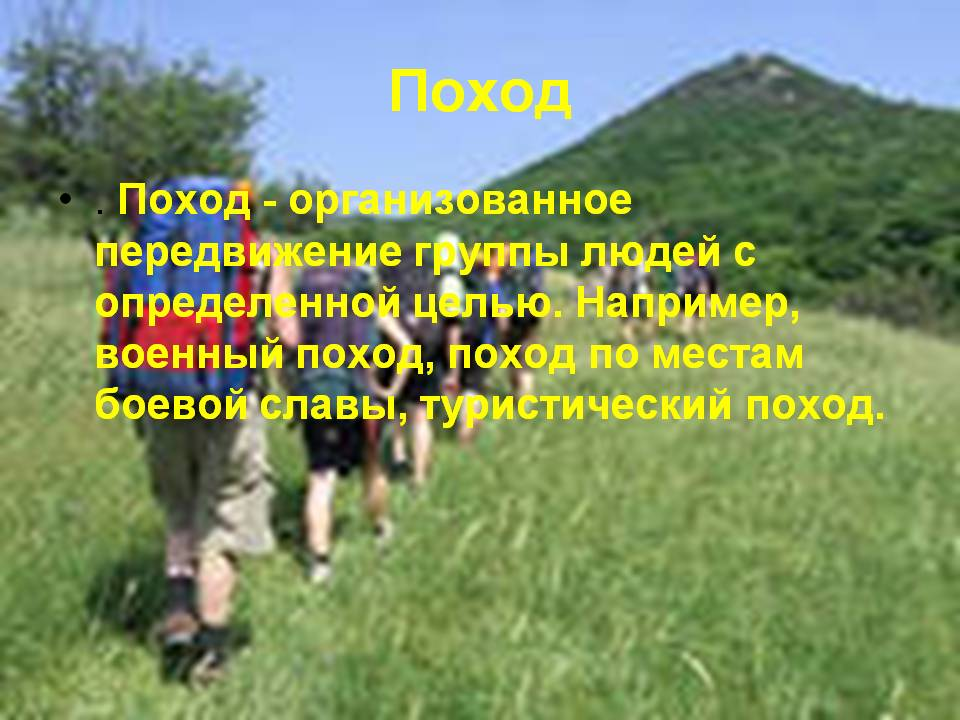 Поход
• . Поход - организованное
передвижение группы людей с
определенной целью. Например,
военный поход, поход по местам
боевой славы, туристический поход.